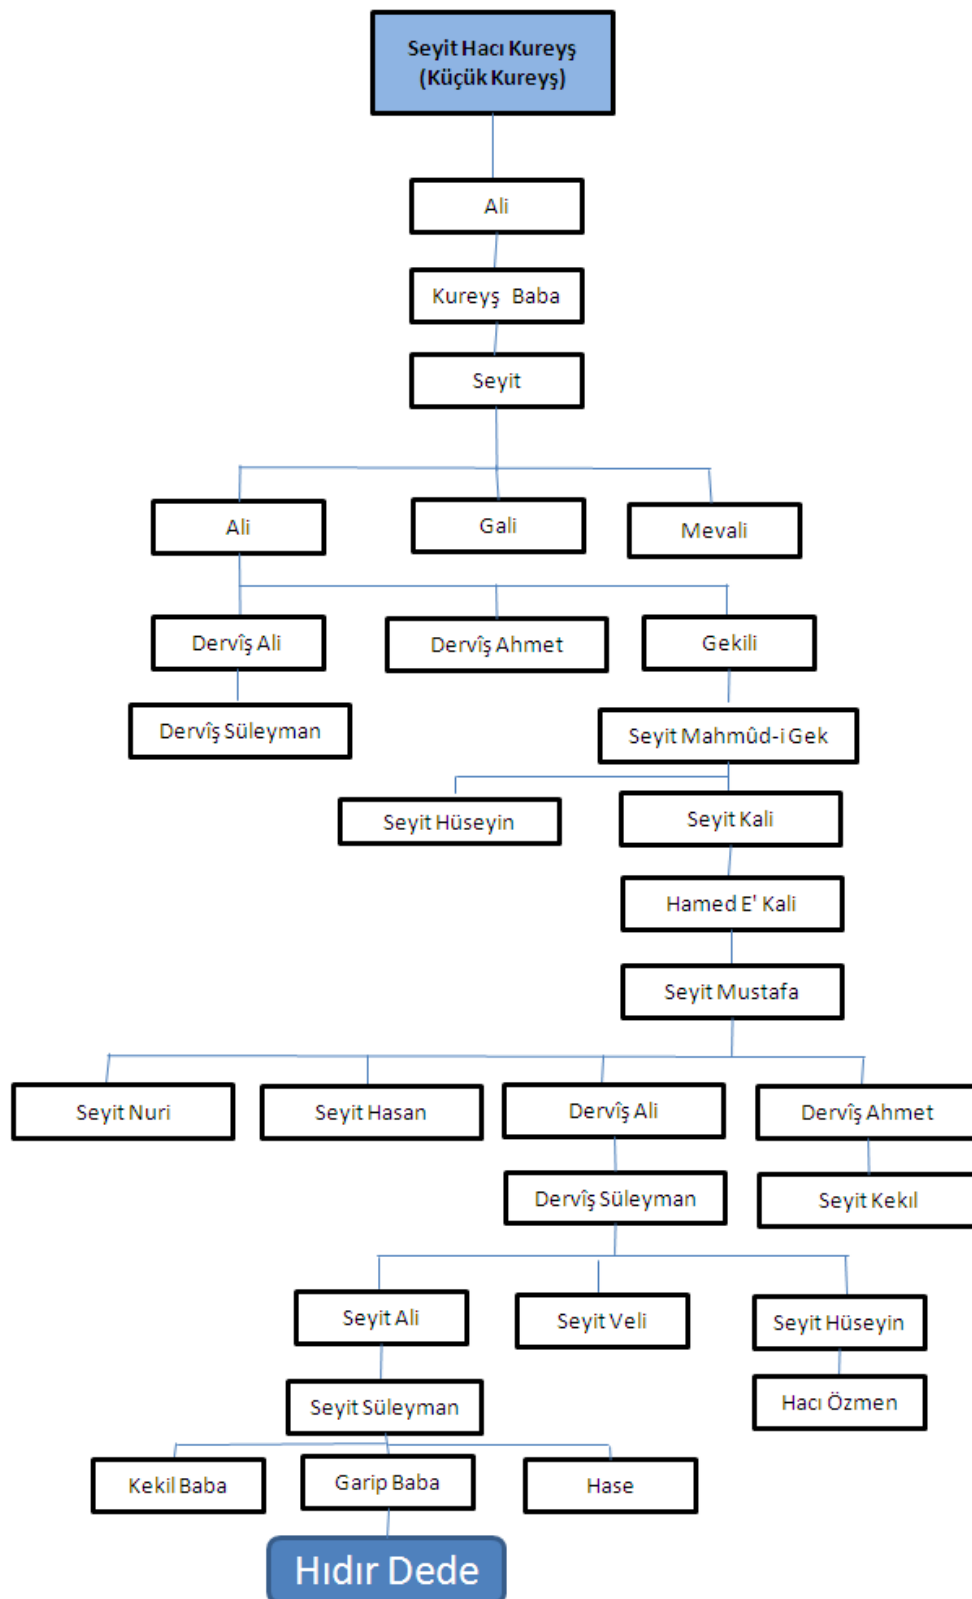 Seyit Hacı Kureyş
(Küçük Kureyş)
Ali
Kureyş Baba
Seyit
Ali
Gali
Mevali
Dervîş Ali
Dervîş Ahmet
Gekili
Dervîş Süleyman
Seyit Mahmûd-i Gek
Seyit Hüseyin
Seyit Kali
Hamed E' Kali
Seyit Mustafa
Seyit Nuri
Seyit Hasan
Dervîş Ali
Dervîş Ahmet
Dervîş Süleyman
Seyit Kekıl
Seyit Ali
Seyit Veli
Seyit Hüseyin
Seyit Süleyman
Hacı Özmen
Kekil Baba
Garip Baba
Hase
Hıdır Dede